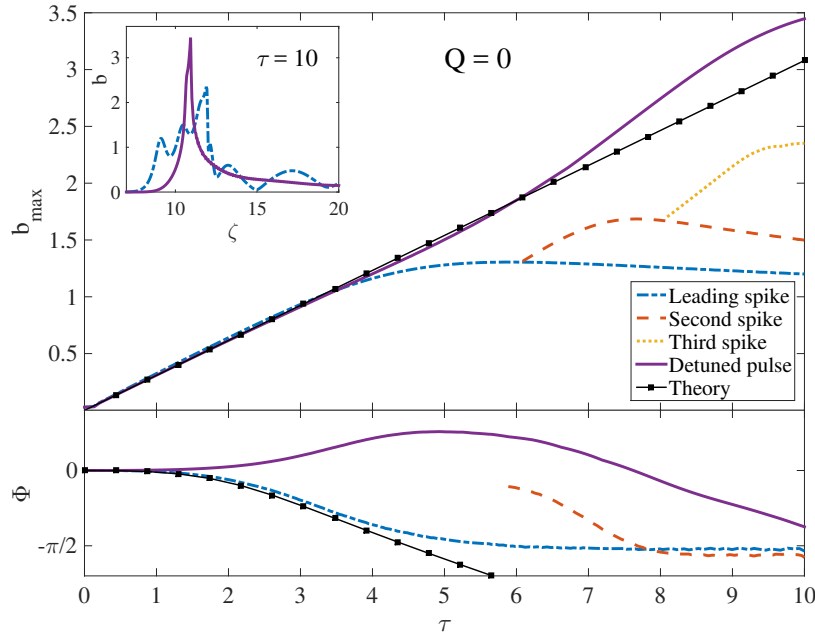 3.5
3
2.5
2
1.5
1
0.5
b_max
Q = 0
3
2
1
0
b
τ = 10
10
15
20
ζ
Leading spike
Second spike
Third spike
Detuned pulse
Theory
0
-π/2
Φ
0
1
2
3
4
5
6
7
8
9
10
τ